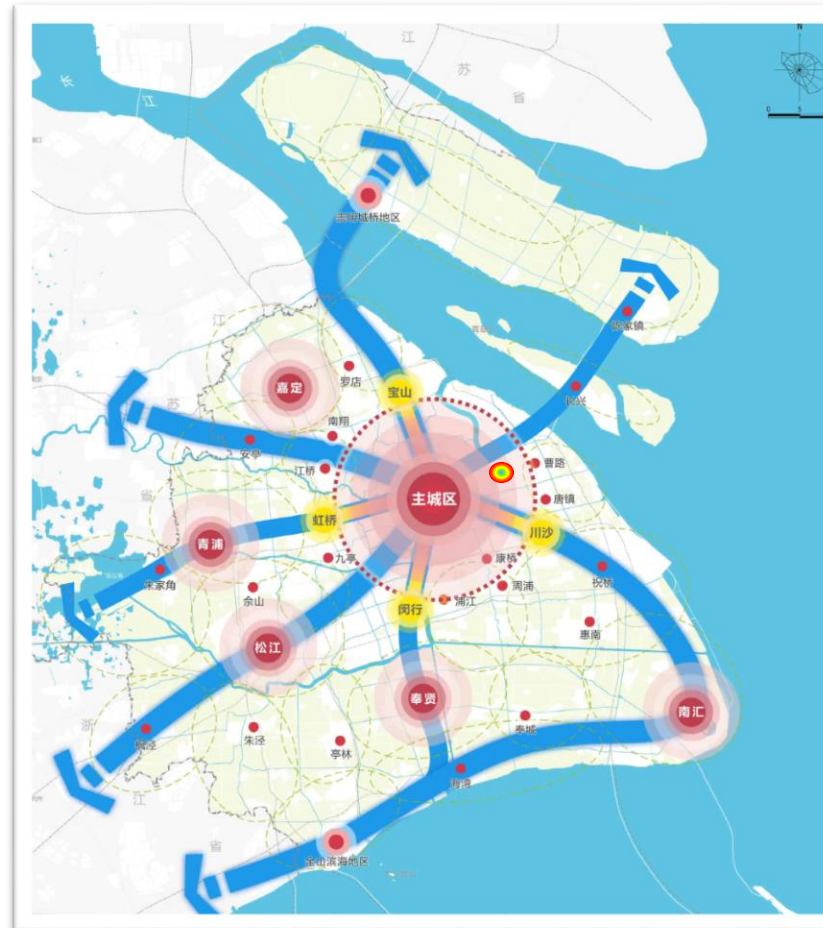 N
江
苏
省
长
江
0
5
崇明城桥地区
陈家镇
长兴
江
苏
省
嘉定
罗店
宝山
南翔
安亭
江桥
曹路
主城区
唐镇
虹桥
川沙
青浦
九亭
康桥
朱家角
佘山
周浦
祝桥
闵行
浦江
惠南
松江
奉贤
南汇
浙
江
省
枫泾
朱泾
亭林
奉城
海湾
金山滨海地区